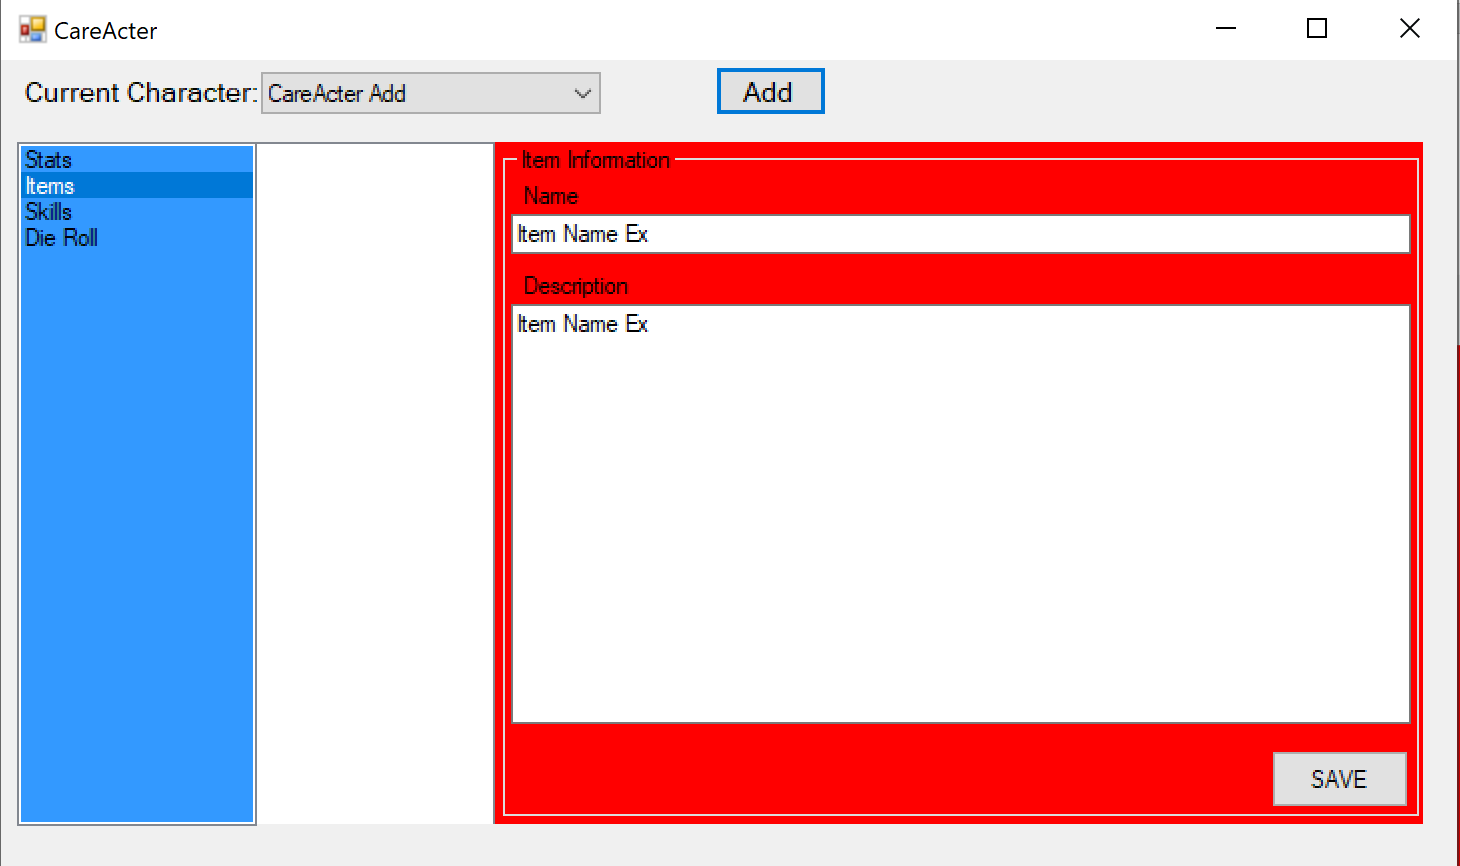 CareActer
Current Character: CareActer Add Add
Stats
Items
Skills
Die Roll
Item Information
Name
Item Name Ex
Description
Item Name Ex
SAVE